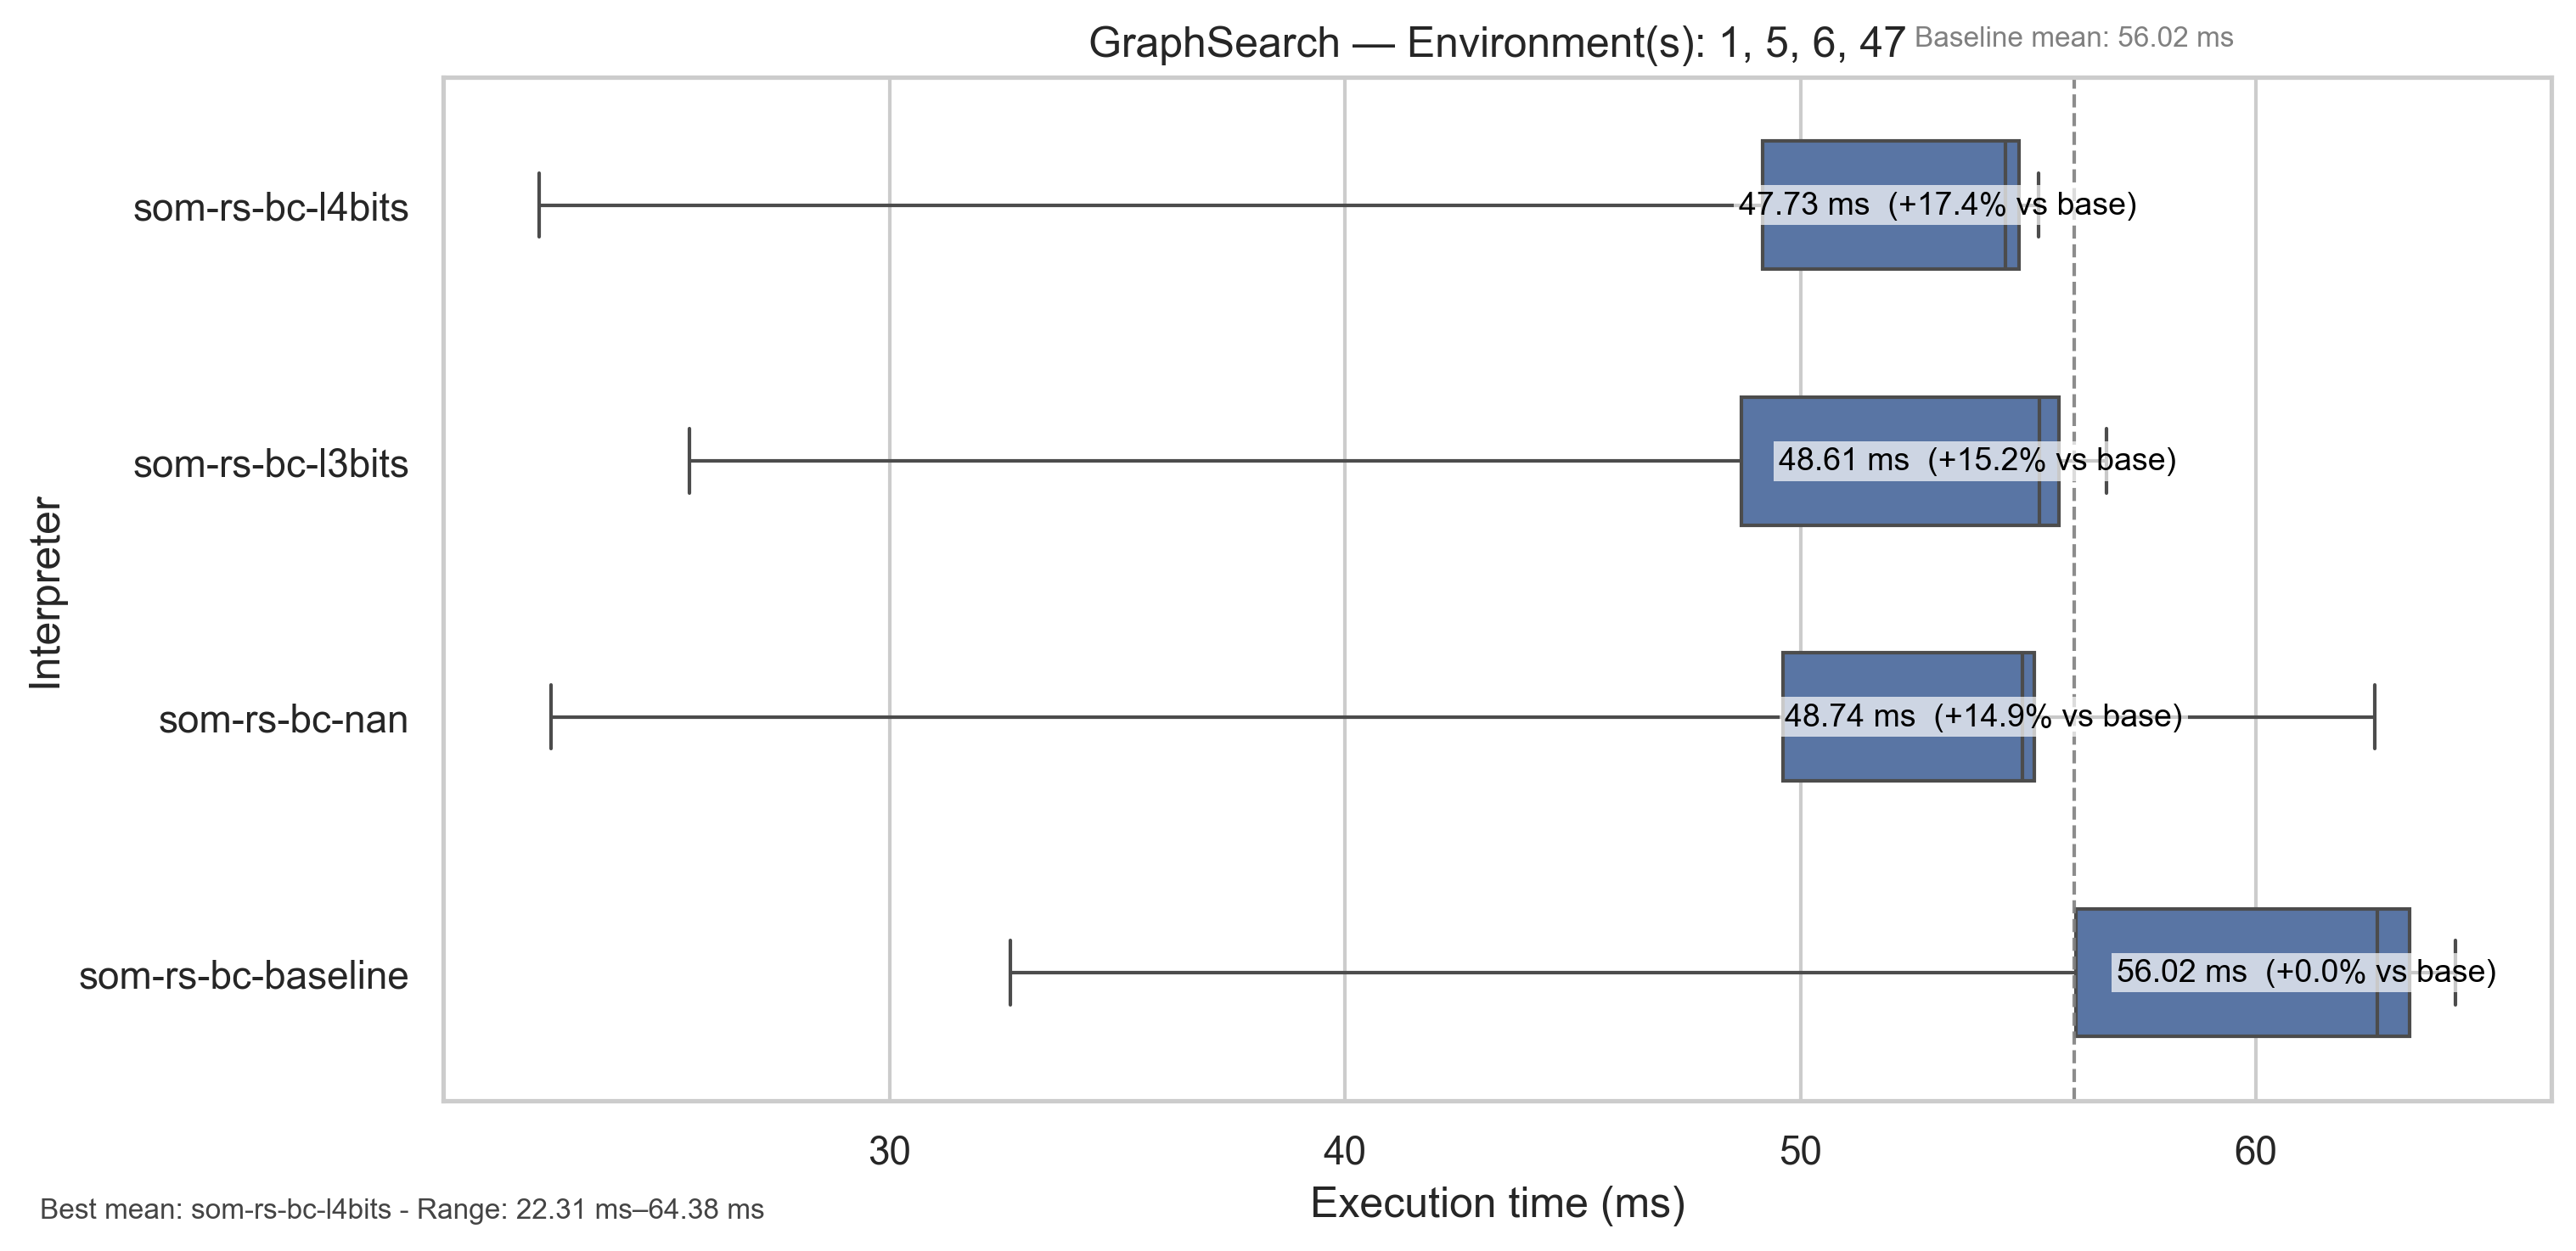 GraphSearch — Environment(s): 1, 5, 6, 47
Baseline mean: 56.02 ms
Interpreter
som-rs-bc-l4bits
47.73 ms (+17.4% vs base)
som-rs-bc-l3bits
48.61 ms (+15.2% vs base)
som-rs-bc-nan
48.74 ms (+14.9% vs base)
som-rs-bc-baseline
56.02 ms (+0.0% vs base)
30 40 50 60
Execution time (ms)
Best mean: som-rs-bc-l4bits - Range: 22.31 ms–64.38 ms